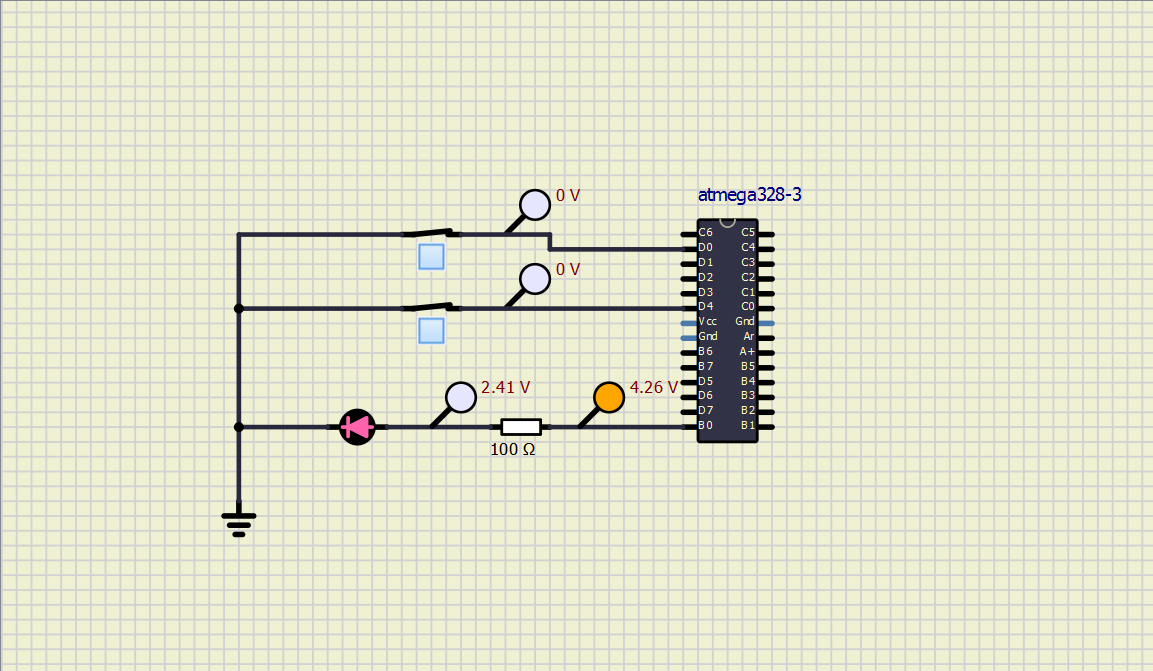 atmega328-3
0 V
0 V
2.41 V
4.26 V
100 Ω
C6 C5
D0 C4
D1 C3
D2 C2
D3 C1
D4 C0
Vcc Gnd
Gnd Ar
B6 A+
B7 B5
D5 B4
D6 B3
D7 B2
B0 B1